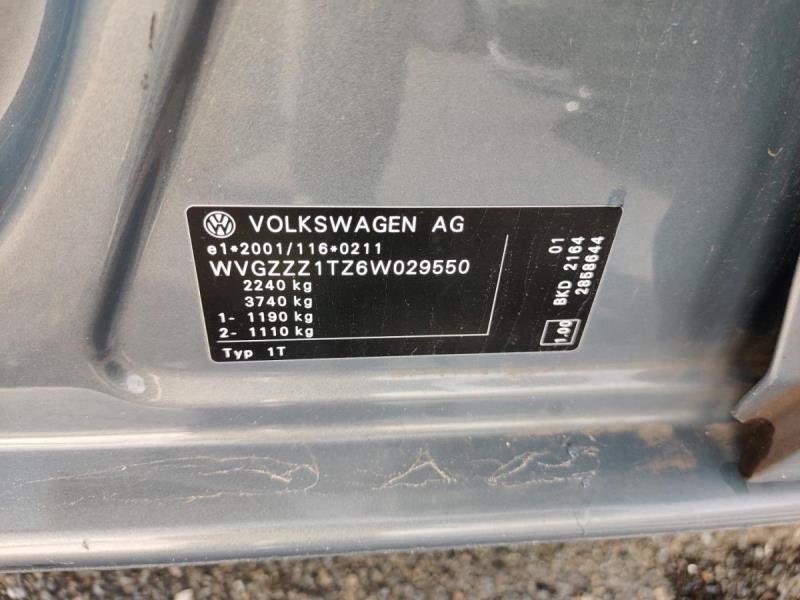 VOLKSWAGEN AG
e1*2001/116*0211
WVGZZZ1TZ6W029550
2240 kg
3740 kg
1- 1190 kg
2- 1110 kg
Typ 1T
01
BKD 2164
2858644
1.00